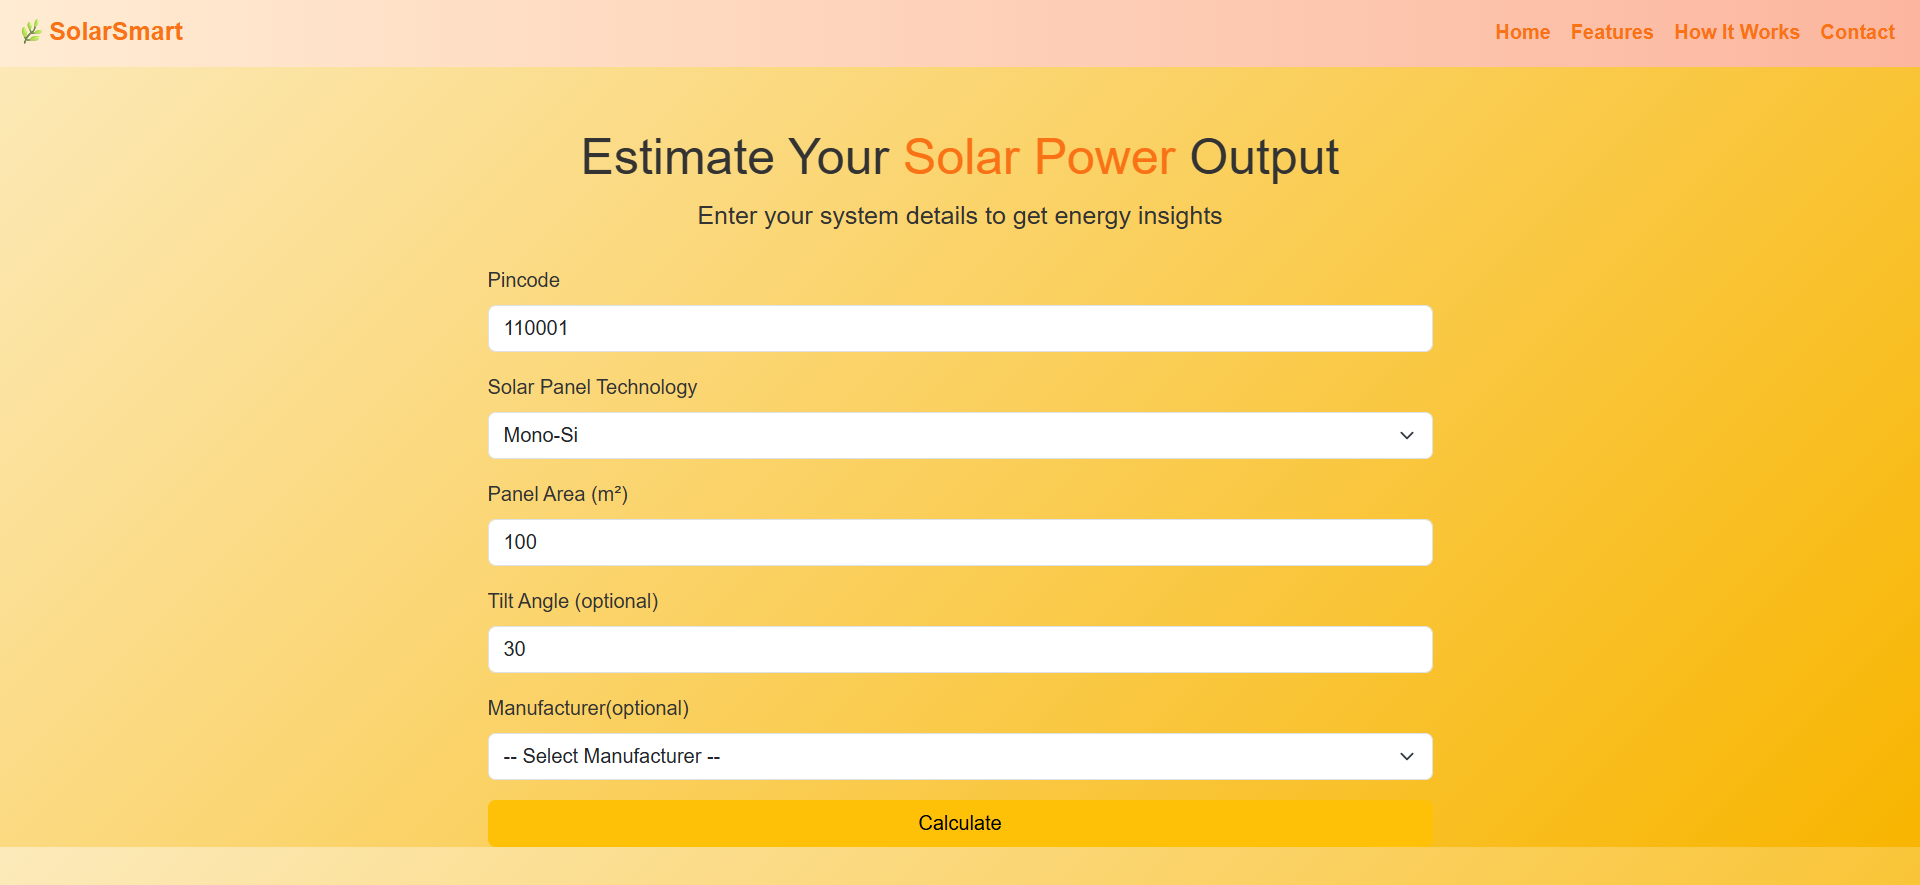 SolarSmart
Home Features How It Works Contact
Estimate Your Solar Power Output
Enter your system details to get energy insights
Pincode
110001
Solar Panel Technology
Mono-Si
Panel Area (m²)
100
Tilt Angle (optional)
30
Manufacturer(optional)
-- Select Manufacturer --
Calculate